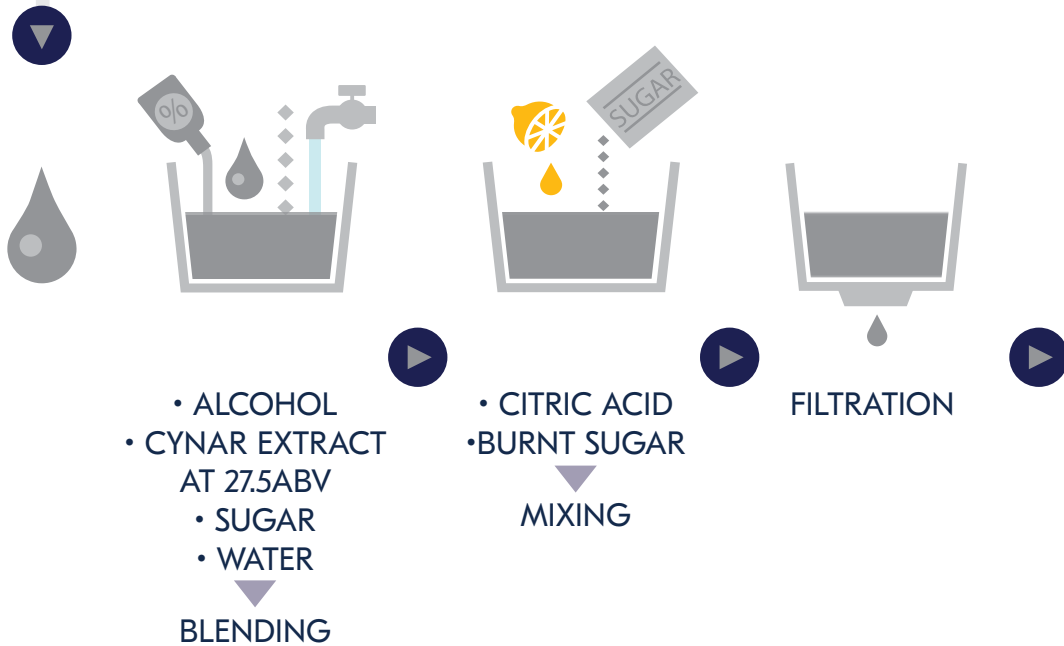 %
SUGAR
• ALCOHOL
• CYNAR EXTRACT
AT 27.5ABV
• SUGAR
• WATER
BLENDING
• CITRIC ACID
•BURNT SUGAR
MIXING
FILTRATION